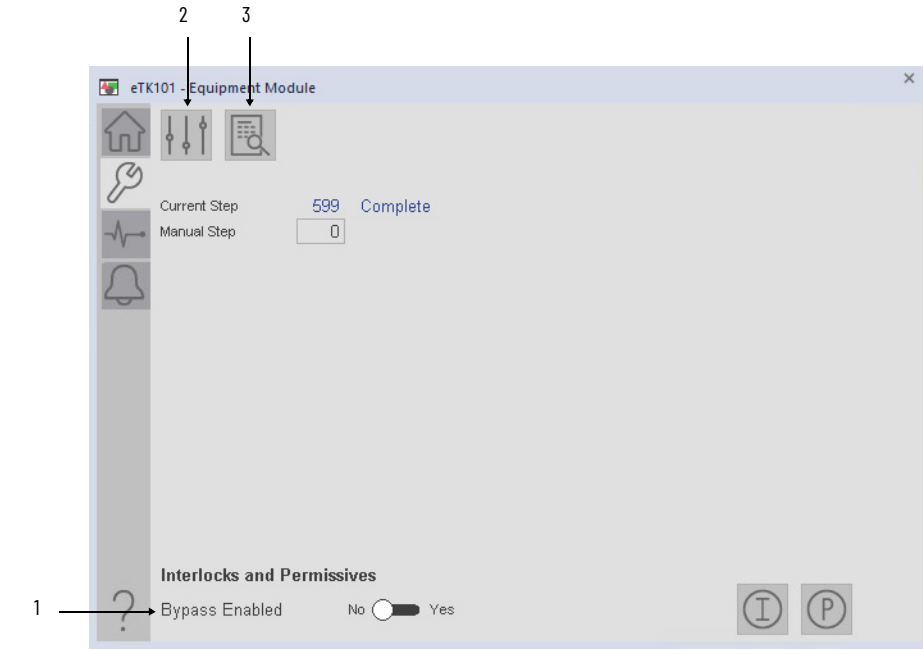 2 3
eTK101 - Equipment Module
Current Step 599 Complete
Manual Step 0
Interlocks and Permissives
1 Bypass Enabled No Yes
I P
?